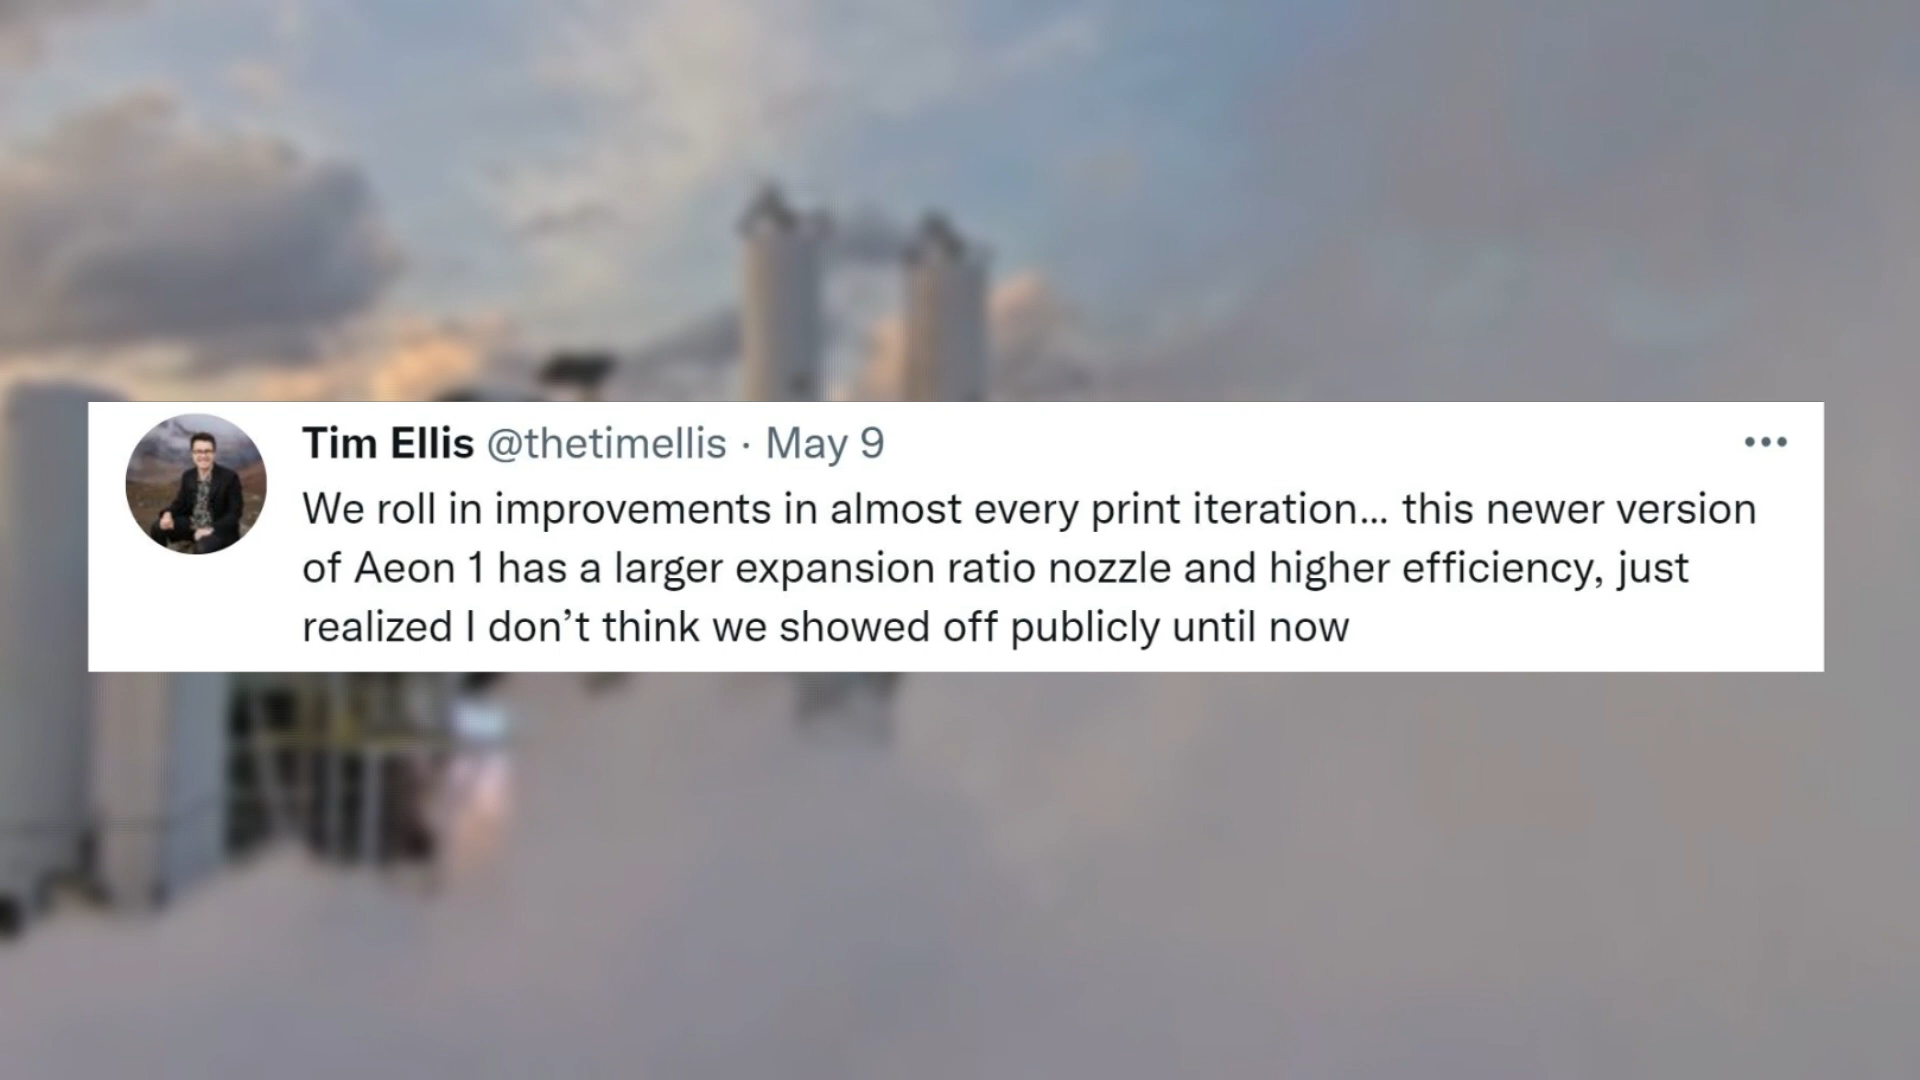 Tim Ellis @thetimellis · May 9
We roll in improvements in almost every print iteration... this newer version
of Aeon 1 has a larger expansion ratio nozzle and higher efficiency, just
realized I don’t think we showed off publicly until now